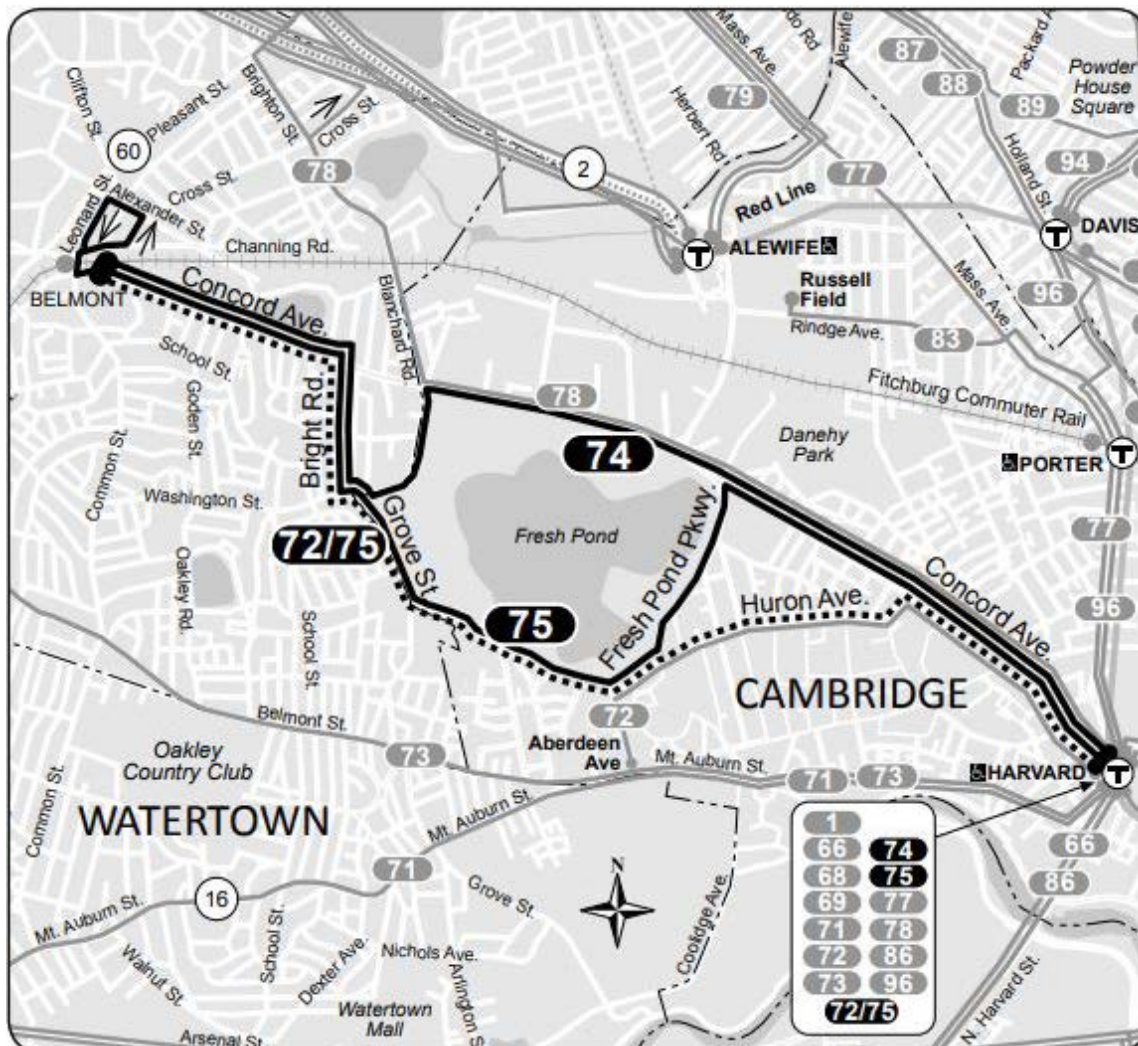 Mass. Ave.
Alewife
87
88
Packard A
Powder
House
Square
Clifton St.
Pleasant St.
Brighton St.
Cross St.
79
Herbert Rd
89
60
78
2
77
Holland St.
94
Leonard St.
Alexander St.
Cross St.
Red Line
T
DAVIS
Channing Rd.
T ALEWIFE
BELMONT
Concord Ave.
Blanchard Rd.
Russell
Field
Mass. Ave.
96
Rindge Ave.
83
School St.
Goden St.
Common St.
Bright Rd.
78
Fitchburg Commuter Rail
74
Danehy
Park
T
PORTER
Washington St.
72/75
Grove St
Fresh Pond
Fresh Pond Pkwy.
77
Oakley Rd.
School St.
75
Huron Ave.
Concord Ave.
96
CAMBRIDGE
Belmont St.
72
73
Aberdeen
Ave
Mt. Auburn St.
71
73
HARVARD
T
Oakley
Country Club
WATERTOWN
Common St.
Mt. Auburn St.
71
66
86
1
66 74
68 75
69 77
71 78
72 86
73 96
72/75
N
16
Mt. Auburn St.
School St.
Grove St.
Coolidge Ave.
Walnut St.
Dexter Ave.
Nichols Ave.
Arlington S
Watertown
Mall
N. Harvard St.
Arsenal St.